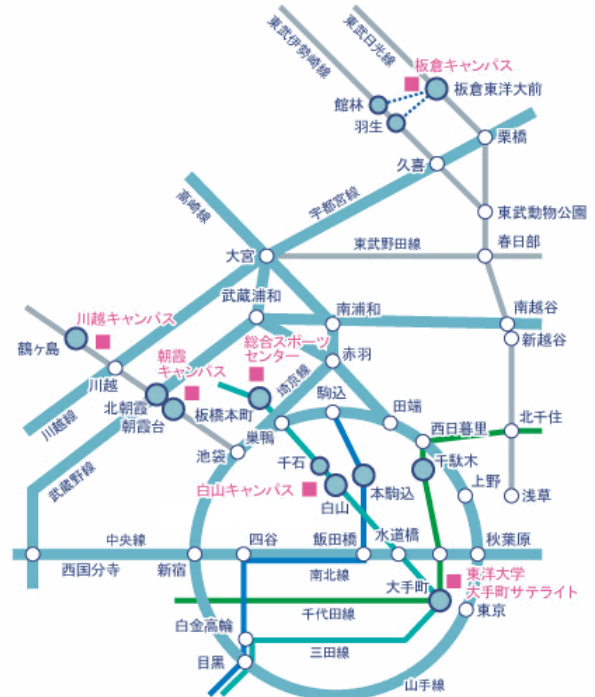 東武伊勢崎線
東武日光線
板倉キャンパス
板倉東洋大前
館林
羽生
栗橋
久喜
高崎線
宇都宮線
東武動物公園
大宮
東武野田線
春日部
武蔵浦和
南浦和
南越谷
川越キャンパス
新越谷
鶴ヶ島
朝霞
キャンパス
総合スポーツ
センター
赤羽
川越
埼京線
北朝霞
朝霞台
板橋本町
駒込
田端
川越線
巣鴨
西日暮里
北千住
池袋
武蔵野線
千石
千駄木
白山キャンパス
本駒込
上野
浅草
白山
水道橋
中央線
四谷
飯田橋
秋葉原
西国分寺
新宿
南北線
大手町
東洋大学
大手町サテライト
千代田線
東京
白金高輪
三田線
目黒
山手線